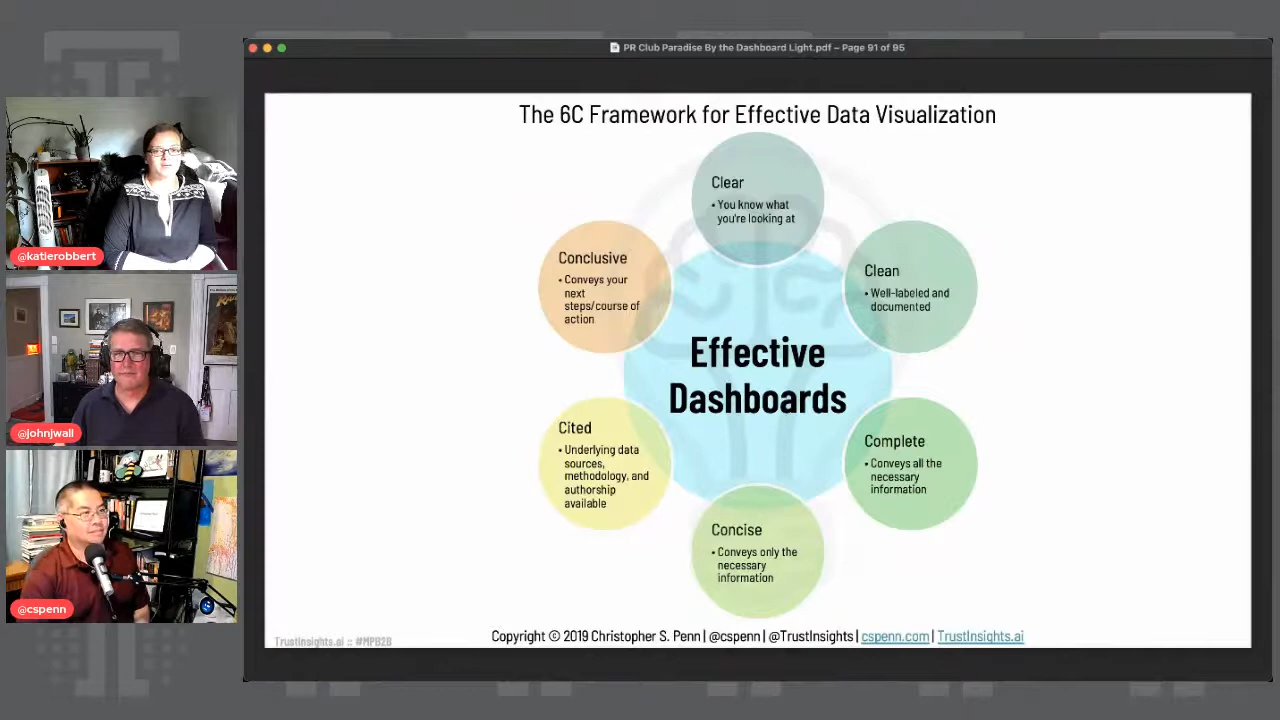 PR Club Paradise By the Dashboard Light.pdf – Page 91 of 95
The 6C Framework for Effective Data Visualization
Clear
• You know what
you're looking at
Conclusive
• Conveys your
next
steps/course of
action
Clean
• Well-labeled and
documented
Effective
Dashboards
Cited
• Underlying data
sources,
methodology, and
authorship
available
Complete
• Conveys all the
necessary
information
Concise
• Conveys only the
necessary
information
TrustInsights.ai :: #MPB2B
Copyright © 2019 Christopher S. Penn | @cspenn | @TrustInsights | cspenn.com | TrustInsights.ai
@katierobbert
@johnjwall
@cspenn